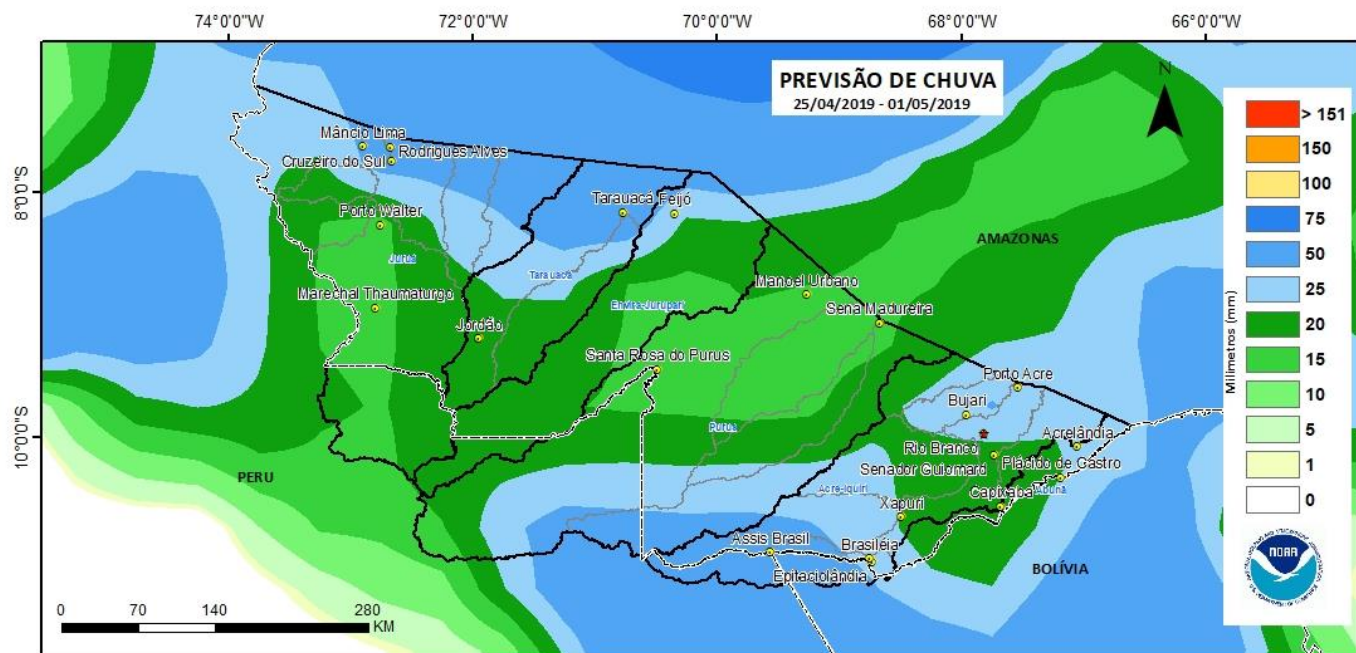 74°0'0"W 72°0'0"W 70°0'0"W 68°0'0"W 66°0'0"W
PREVISÃO DE CHUVA
25/04/2019 - 01/05/2019
N
> 151
150
100
75
50
25
20
15
10
5
1
0
Milímetros (mm)
NOAA
8°0'0"S
10°0'0"S
Mâncio Lima
Rodrigues Alves
Cruzeiro do Sul
Tarauacá
Feijó
Porto Walter
AMAZONAS
Juruá
Tarauacá
Manoel Urbano
Marechal Thaumaturgo
Envira-Jurupari
Sena Madureira
Jordão
Santa Rosa do Purus
Porto Acre
Bujari
Purus
Acrelândia
Rio Branco
Plácido de Castro
Senador Guiomard
PERU
Acre-Iquiri
Abunã
Capixaba
Xapuri
Assis Brasil
Brasiléia
Epitaciolândia
BOLÍVIA
0 70 140 280
KM